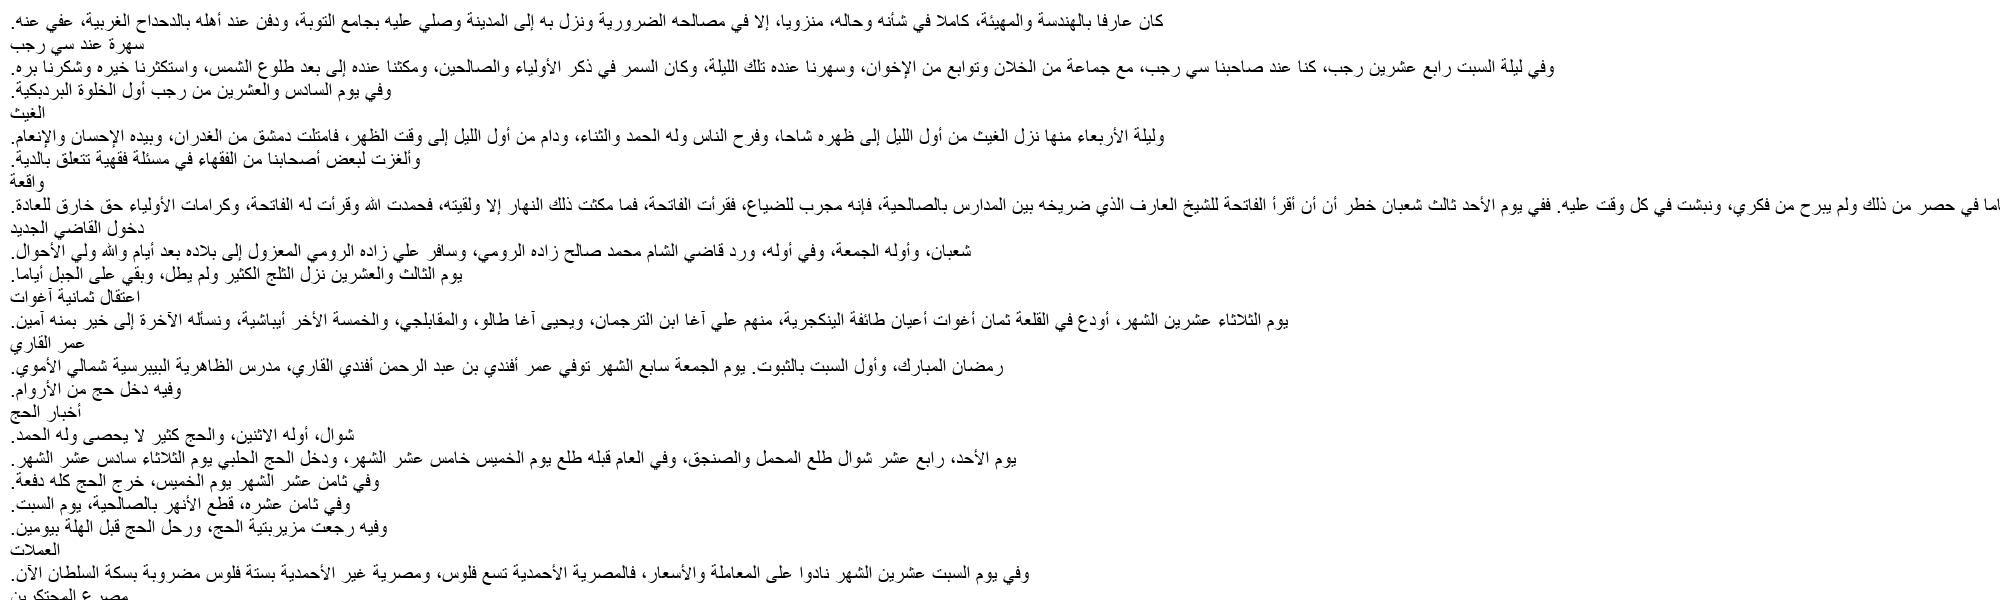 كان عارفا بالهندسة والمهيئة، كاملا في شأنه وحاله، منزويا، إلا في مصالحه الضرورية ونزل به إلى المدينة وصلي عليه بجامع التوبة، ودفن عند أهله بالدحداح الغربية، عفي عنه.
سهرة عند سي رجب
وفي ليلة السبت رابع عشرين رجب، كنا عند صاحبنا سي رجب، مع جماعة من الخلان وتوابع من الإخوان، وسهرنا عنده تلك الليلة، وكان السمر في ذكر الأولياء والصالحين، ومكثنا عنده إلى بعد طلوع الشمس، واستكثرنا خيره وشكرنا بره.
وفي يوم السادس والعشرين من رجب أول الخلوة البردبكية.
الغيث
وليلة الأربعاء منها نزل الغيث من أول الليل إلى ظهره شاحا، وفرح الناس وله الحمد والثناء، ودام من أول الليل إلى وقت الظهر، فامتلت دمشق من الغدران، وبيده الإحسان والإنعام.
وألغزت لبعض أصحابنا من الفقهاء في مسئلة فقهية تتعلق بالدية.
واقعة
اما في حصر من ذلك ولم يبرح من فكري، ونبشت في كل وقت عليه. ففي يوم الأحد ثالث شعبان خطر أن أن أقرأ الفاتحة للشيخ العارف الذي ضريخه بين المدارس بالصالحية، فإنه مجرب للضياع، فقرأت الفاتحة، فما مكثت ذلك النهار إلا ولقيته، فحمدت الله وقرأت له الفاتحة، وكرامات الأولياء حق خارق للعادة.
دخول القاضي الجديد
شعبان، وأوله الجمعة، وفي أوله، ورد قاضي الشام محمد صالح زاده الرومي، وسافر علي زاده الرومي المعزول إلى بلاده بعد أيام والله ولي الأحوال.
يوم الثالث والعشرين نزل الثلج الكثير ولم يطل، وبقي على الجبل أياما.
اعتقال ثمانية آغوات
يوم الثلاثاء عشرين الشهر، أودع في القلعة ثمان أغوات أعيان طائفة الينكجرية، منهم علي آغا ابن الترجمان، ويحيى آغا طالو، والمقابلجي، والخمسة الأخر أيباشية، ونسأله الآخرة إلى خير بمنه آمين.
عمر القاري
رمضان المبارك، وأول السبت بالثبوت. يوم الجمعة سابع الشهر توفي عمر أفندي بن عبد الرحمن أفندي القاري، مدرس الظاهرية البيبرسية شمالي الأموي.
وفيه دخل حج من الأروام.
أخبار الحج
شوال، أوله الاثنين، والحج كثير لا يحصى وله الحمد.
يوم الأحد، رابع عشر شوال طلع المحمل والصنجق، وفي العام قبله طلع يوم الخميس خامس عشر الشهر، ودخل الحج الحلبي يوم الثلاثاء سادس عشر الشهر.
وفي ثامن عشر الشهر يوم الخميس، خرج الحج كله دفعة.
وفي ثامن عشره، قطع الأنهر بالصالحية، يوم السبت.
وفيه رجعت مزيربتية الحج، ورحل الحج قبل الهلة بيومين.
العملات
وفي يوم السبت عشرين الشهر نادوا على المعاملة والأسعار، فالمصرية الأحمدية تسع فلوس، ومصرية غير الأحمدية بستة فلوس مضروبة بسكة السلطان الآن.
مصرع المحتكرين